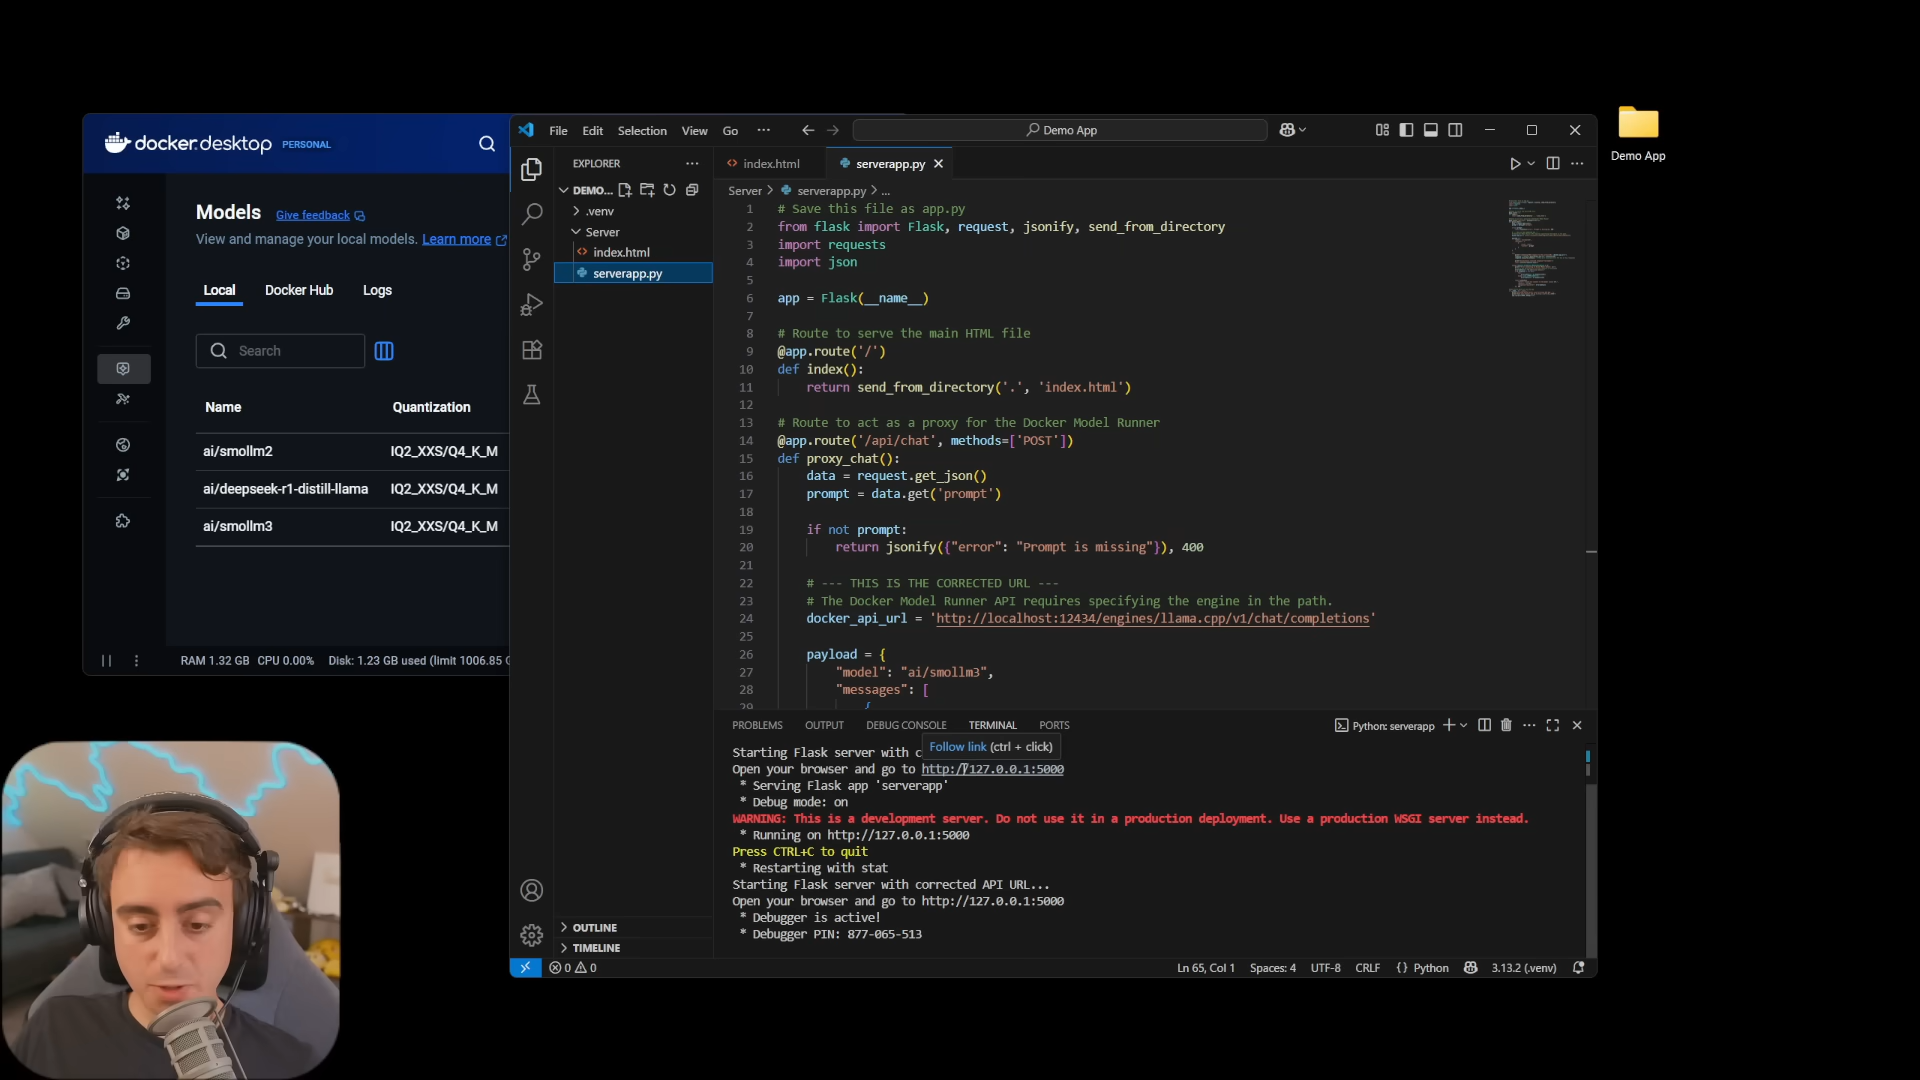 docker.desktop PERSONAL
Models Give feedback
View and manage your local models. Learn more
Local Docker Hub Logs
Search
Name Quantization
ai/smollm2 IQ2_XXS/Q4_K_M
ai/deepseek-r1-distill-llama IQ2_XXS/Q4_K_M
ai/smollm3 IQ2_XXS/Q4_K_M
RAM 1.32 GB CPU 0.00% Disk: 1.23 GB used (limit 1006.85
File Edit Selection View Go ··· Demo App
EXPLORER
DEMO...
.venv
Server
index.html
serverapp.py
OUTLINE
TIMELINE
index.html serverapp.py
Server > serverapp.py > ...
1 # Save this file as app.py
2 from flask import Flask, request, jsonify, send_from_directory
3 import requests
4 import json
5
6 app = Flask(__name__)
7
8 # Route to serve the main HTML file
9 @app.route('/')
10 def index():
11 return send_from_directory('.', 'index.html')
12
13 # Route to act as a proxy for the Docker Model Runner
14 @app.route('/api/chat', methods=['POST'])
15 def proxy_chat():
16 data = request.get_json()
17 prompt = data.get('prompt')
18
19 if not prompt:
20 return jsonify({"error": "Prompt is missing"}), 400
21
22 # --- THIS IS THE CORRECTED URL ---
23 # The Docker Model Runner API requires specifying the engine in the path.
24 docker_api_url = 'http://localhost:12434/engines/llama.cpp/v1/chat/completions'
25
26 payload = {
27 "model": "ai/smollm3",
28 "messages": [
29 {
PROBLEMS OUTPUT DEBUG CONSOLE TERMINAL PORTS Python: serverapp
Follow link (ctrl + click)
Starting Flask server with c
Open your browser and go to http://127.0.0.1:5000
* Serving Flask app 'serverapp'
* Debug mode: on
WARNING: This is a development server. Do not use it in a production deployment. Use a production WSGI server instead.
* Running on http://127.0.0.1:5000
Press CTRL+C to quit
* Restarting with stat
Starting Flask server with corrected API URL...
Open your browser and go to http://127.0.0.1:5000
* Debugger is active!
* Debugger PIN: 877-065-513
0 0 Ln 65, Col 1 Spaces: 4 UTF-8 CRLF {} Python 3.13.2 (.venv)
Demo App